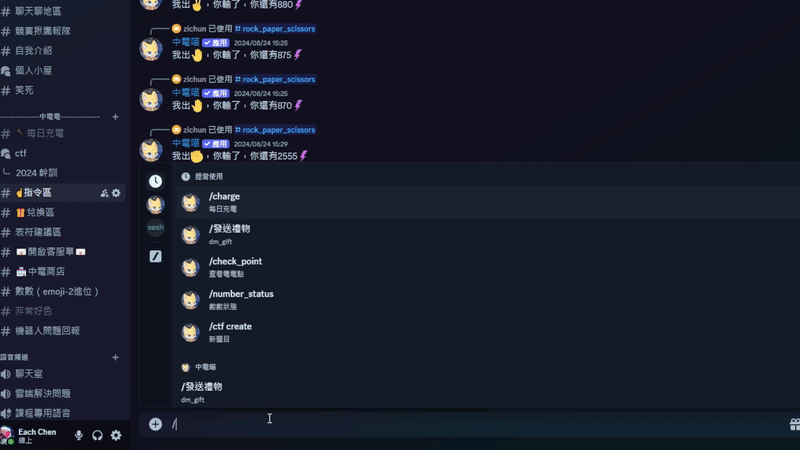 聊天聊地區
競賽揪團報隊
自我介紹
個人小屋
笑死
------------中電電------------
每日充電
ctf
2024 幹訓
指令區
兌換區
表符建議區
開啟客服單
中電商店
數數 ( emoji-2進位 )
非常好色
機器人問題回報
語音頻道
聊天室
雲端解決問題
課程專用語音
Each Chen
線上
我出✌，你輸了，你還有880⚡
zichun 已使用 rock_paper_scissors
中電喵 ✓ 應用 2024/08/24 15:25
我出🤚，你輸了，你還有875⚡
zichun 已使用 rock_paper_scissors
中電喵 ✓ 應用 2024/08/24 15:25
我出🤚，你輸了，你還有870⚡
zichun 已使用 rock_paper_scissors
中電喵 ✓ 應用 2024/08/24 15:29
我出✊，你輸了，你還有2555⚡
經常使用
/charge
每日充電
/發送禮物
dm_gift
/check_point
查看電電點
/number_status
數數狀態
/ctf create
新題目
中電喵
/發送禮物
dm_gift
sesh
/